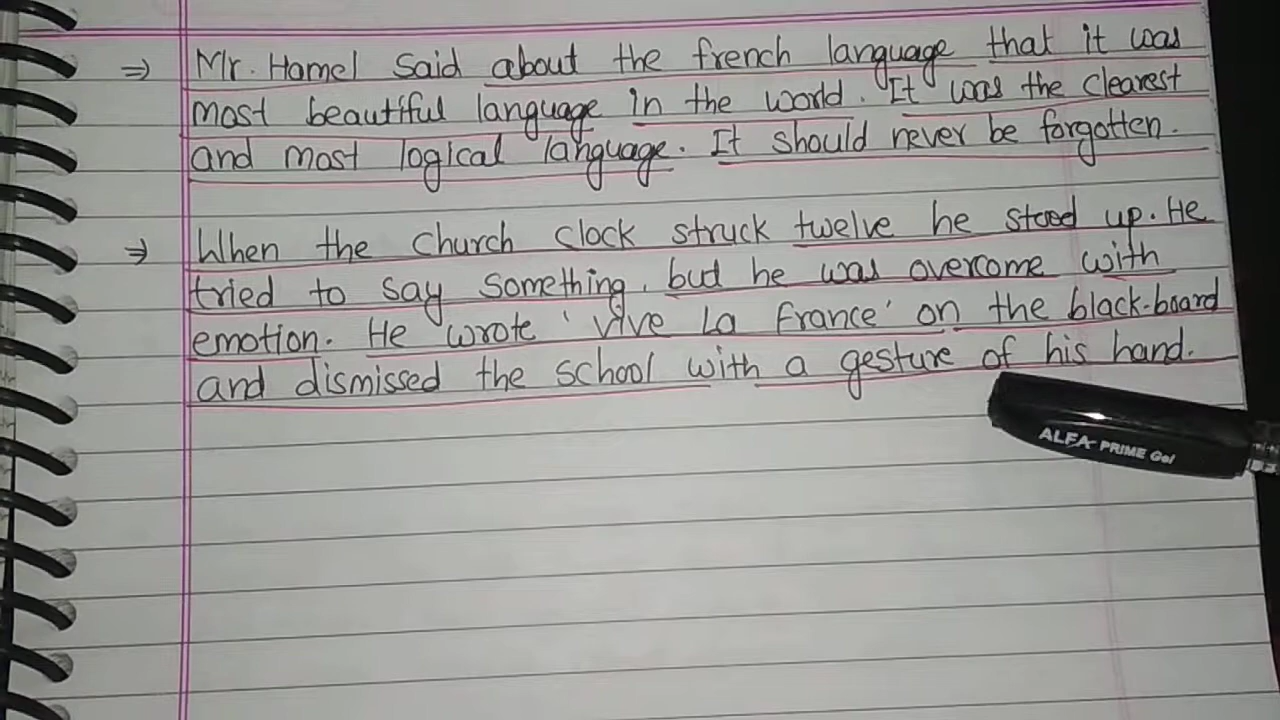 ⇒ Mr. Hamel said about the french language that it was
most beautiful language in the world. It was the clearest
and most logical language. It should never be forgotten.
⇒ When the church clock struck twelve he stood up. He
tried to say something, but he was overcome with
emotion. He wrote 'vive La France' on the black-board
and dismissed the school with a gesture of his hand.
ALFA PRIME Gel